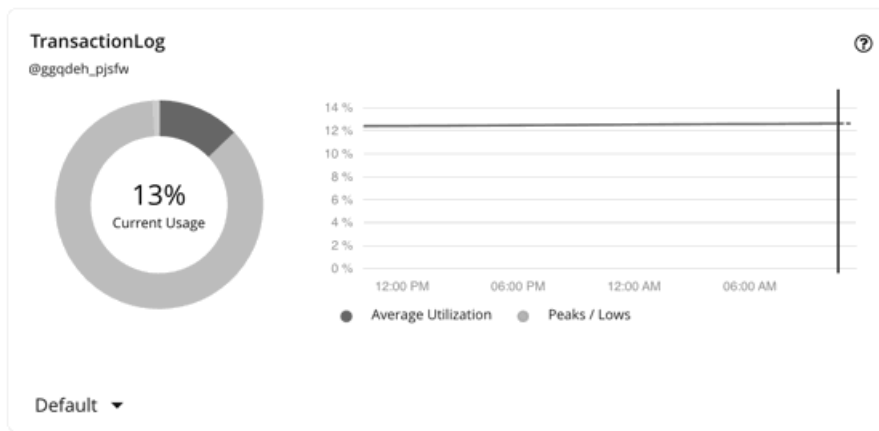 TransactionLog
@ggqdeh_pjsfw
13%
Current Usage
14 %
12 %
10 %
8 %
6 %
4 %
2 %
0 %
12:00 PM 06:00 PM 12:00 AM 06:00 AM
Average Utilization Peaks / Lows
Default